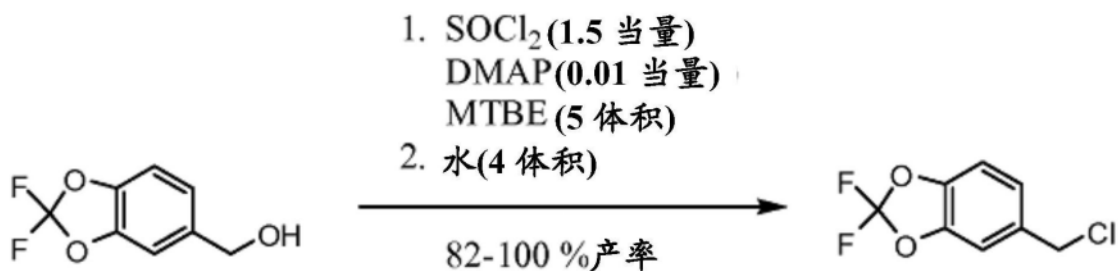 1. SOCl₂(1.5 当量)
DMAP(0.01 当量)
MTBE(5 体积)
2. 水(4 体积)
F
F
O
O
OH
F
F
O
O
Cl
82-100 %产率